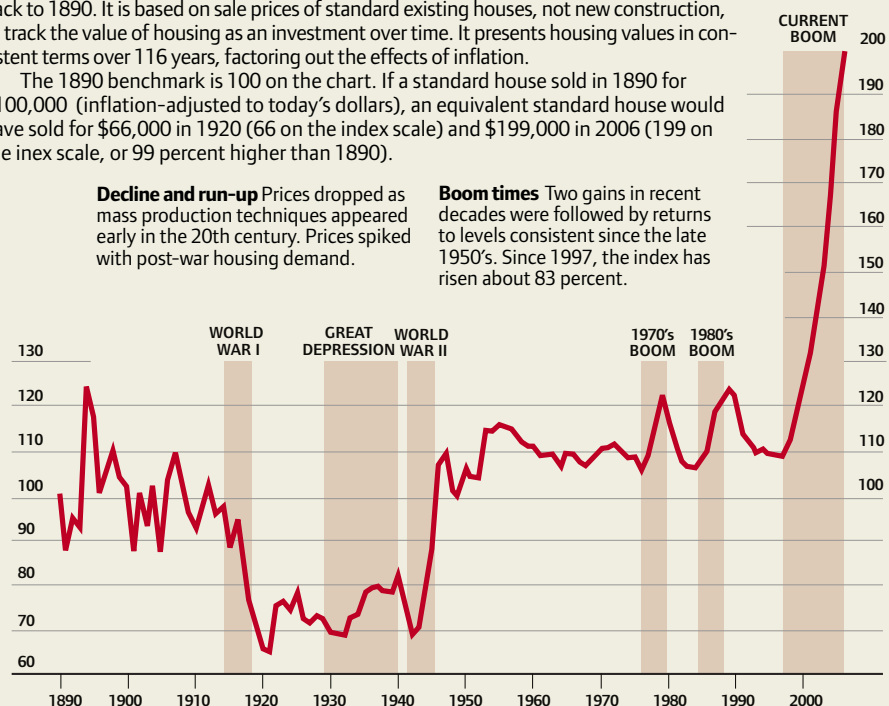 ack to 1890. It is based on sale prices of standard existing houses, not new construction,
track the value of housing as an investment over time. It presents housing values in con-
stent terms over 116 years, factoring out the effects of inflation.
The 1890 benchmark is 100 on the chart. If a standard house sold in 1890 for
100,000 (inflation-adjusted to today's dollars), an equivalent standard house would
ave sold for $66,000 in 1920 (66 on the index scale) and $199,000 in 2006 (199 on
e inex scale, or 99 percent higher than 1890).
Decline and run-up Prices dropped as
mass production techniques appeared
early in the 20th century. Prices spiked
with post-war housing demand.
Boom times Two gains in recent
decades were followed by returns
to levels consistent since the late
1950's. Since 1997, the index has
risen about 83 percent.
CURRENT
BOOM
200
190
180
170
160
150
140
130
120
110
100
WORLD
WAR I
GREAT
DEPRESSION
WORLD
WAR II
1970's
BOOM
1980's
BOOM
130
120
110
100
90
80
70
60
1890 1900 1910 1920 1930 1940 1950 1960 1970 1980 1990 2000